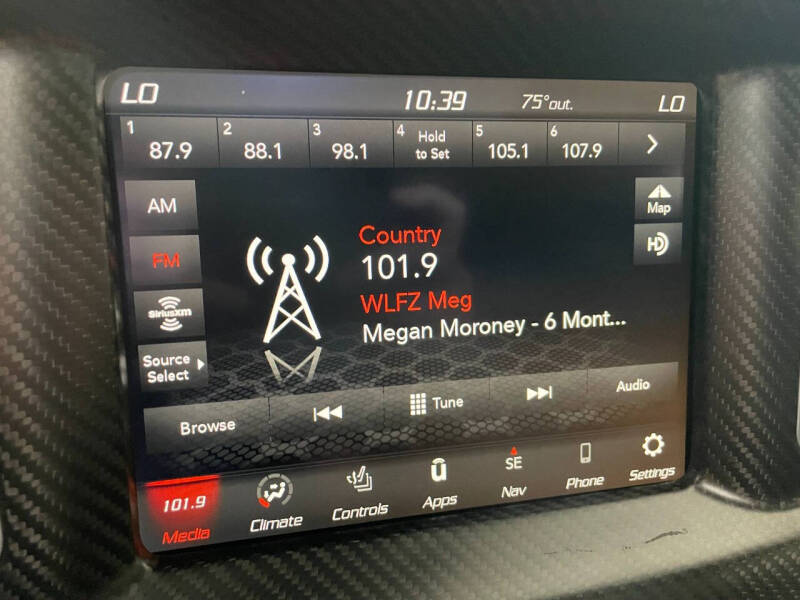 LO 10:39 75°out. LO
1 87.9 2 88.1 3 98.1 4 Hold to Set 5 105.1 6 107.9
AM
Map
FM
HD
SiriusXM
Source
Select
Country
101.9
WLFZ Meg
Megan Moroney - 6 Mont...
Browse Tune Audio
101.9 SE
Media Climate Controls Apps Nav Phone Settings